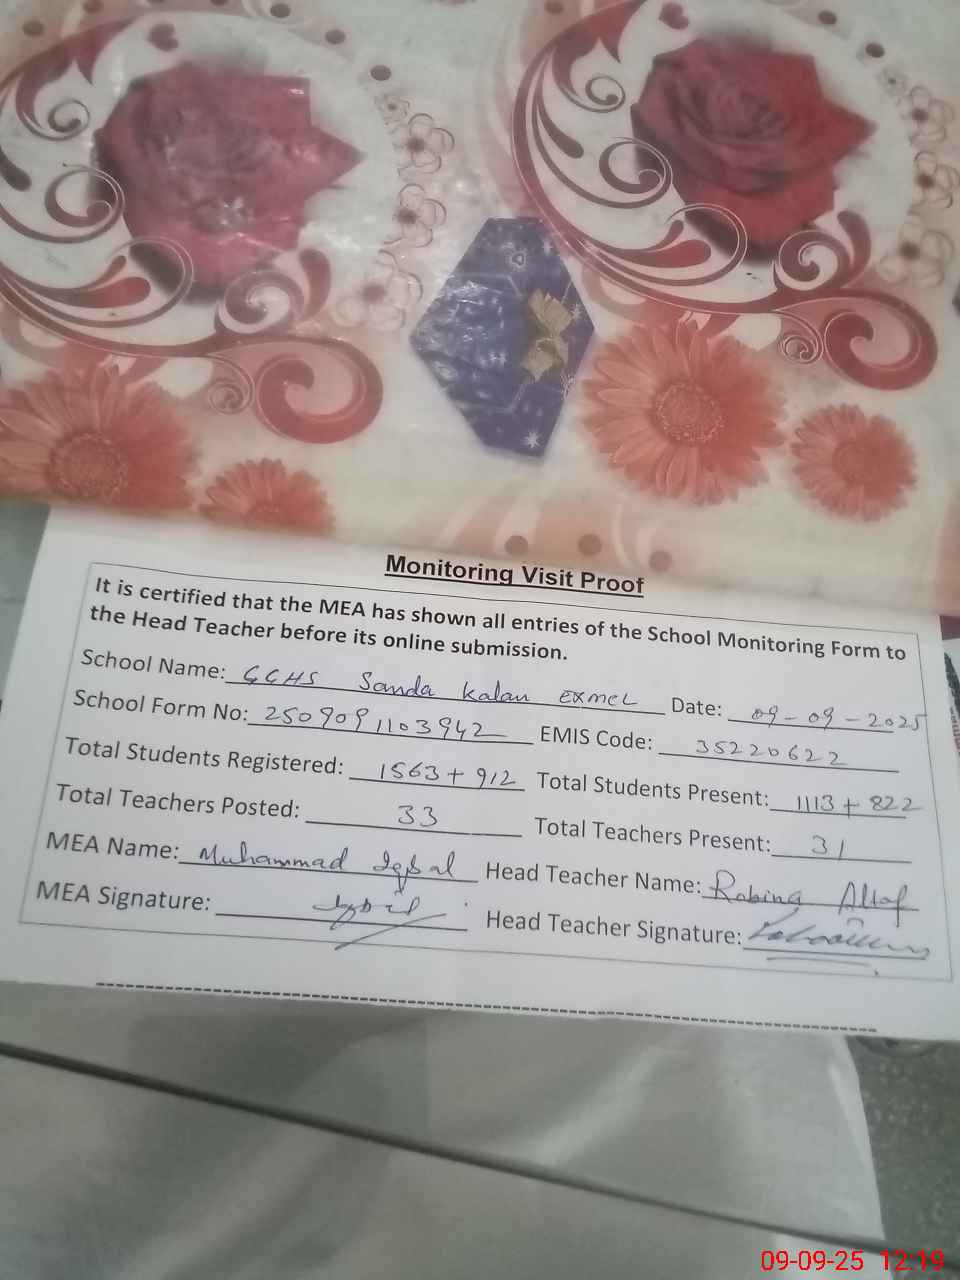 Monitoring Visit Proof
It is certified that the MEA has shown all entries of the School Monitoring Form to
the Head Teacher before its online submission.
School Name: GGHS Sanda Kalan EXMCL Date: 09-09-2025
School Form No: 2509091103942 EMIS Code: 35220622
Total Students Registered: 1563 + 912 Total Students Present: 1113 + 822
Total Teachers Posted: 33 Total Teachers Present: 31
MEA Name: Muhammad Iqbal Head Teacher Name: Robina Altaf
MEA Signature: Iqbal Head Teacher Signature:
09-09-25 12:19